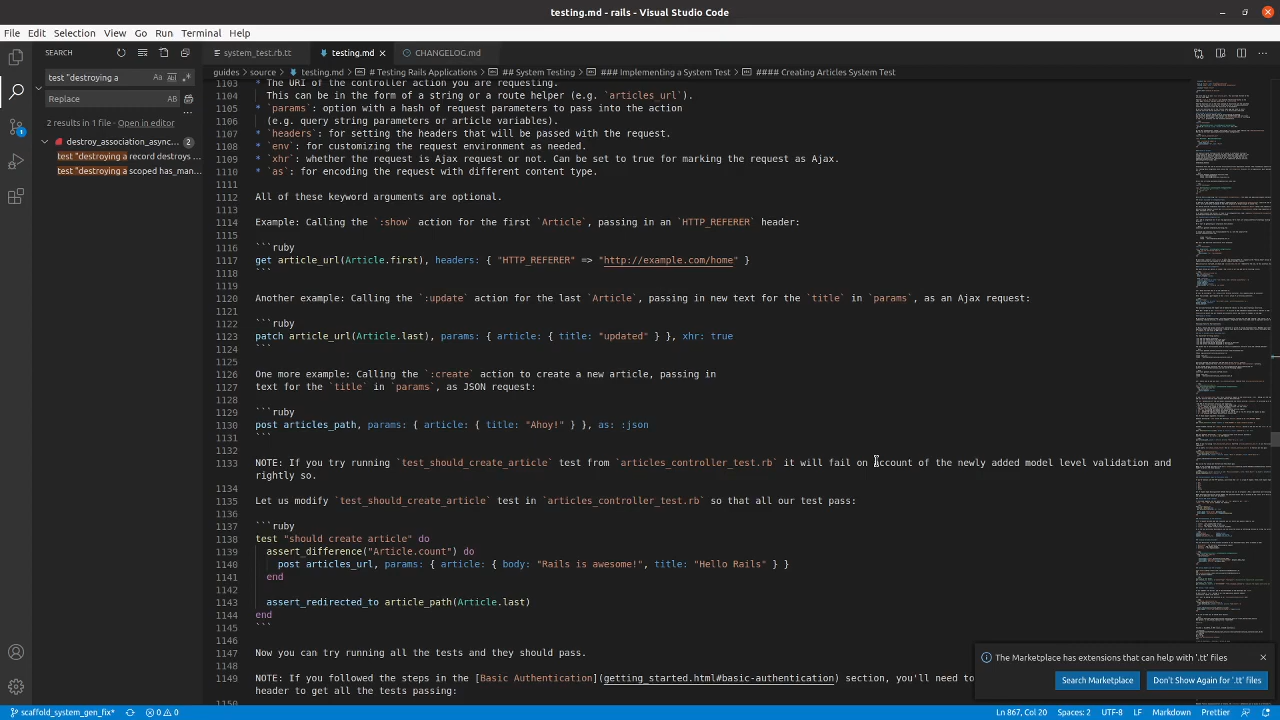 testing.md - rails - Visual Studio Code
File Edit Selection View Go Run Terminal Help
SEARCH
system_test.rb.tt
testing.md
CHANGELOG.md
guides > source > testing.md > # Testing Rails Applications > ## System Testing > ### Implementing a System Test > #### Creating Articles System Test
test "destroying a
Aa Ab
Replace
AB
2 results in 1 file - Open in editor
destroy_association_async... 2
test "destroying a record destroys ...
test "destroying a scoped has_man...
1103 * The URI of the controller action you are requesting.
1104 This can be in the form of a string or a route helper (e.g. `articles_url`).
1105 * `params`: option with a hash of request parameters to pass into the action
1106 (e.g. query string parameters or article variables).
1107 * `headers`: for setting the headers that will be passed with the request.
1108 * `env`: for customizing the request environment as needed.
1109 * `xhr`: whether the request is Ajax request or not. Can be set to true for marking the request as Ajax.
1110 * `as`: for encoding the request with different content type.
1111
1112 All of these keyword arguments are optional.
1113
1114 Example: Calling the `:show` action for the first `Article`, passing in an `HTTP_REFERER` header:
1115
1116 ```ruby
1117 get article_url(Article.first), headers: { "HTTP_REFERER" => "http://example.com/home" }
1118 ```
1119
1120 Another example: Calling the `:update` action for the last `Article`, passing in new text for the `title` in `params`, as an Ajax request:
1121
1122 ```ruby
1123 patch article_url(Article.last), params: { article: { title: "updated" } }, xhr: true
1124 ```
1125
1126 One more example: Calling the `:create` action to create a new article, passing in
1127 text for the `title` in `params`, as JSON request:
1128
1129 ```ruby
1130 post articles_path, params: { article: { title: "Ahoy!" } }, as: :json
1131 ```
1132
1133 NOTE: If you try running `test_should_create_article` test from `articles_controller_test.rb` it will fail on account of the newly added model level validation and
rightly so.
1134
1135 Let us modify `test_should_create_article` test in `articles_controller_test.rb` so that all our test pass:
1136
1137 ```ruby
1138 test "should create article" do
1139 assert_difference("Article.count") do
1140 post articles_url, params: { article: { body: "Rails is awesome!", title: "Hello Rails" } }
1141 end
1142
1143 assert_redirected_to article_path(Article.last)
1144 end
1145 ```
1146
1147 Now you can try running all the tests and they should pass.
1148
1149 NOTE: If you followed the steps in the [Basic Authentication](getting_started.html#basic-authentication) section, you'll need to
header to get all the tests passing:
1150
The Marketplace has extensions that can help with '.tt' files
Search Marketplace
Don't Show Again for '.tt' files
scaffold_system_gen_fix* 0 0
Ln 867, Col 20 Spaces: 2 UTF-8 LF Markdown Prettier